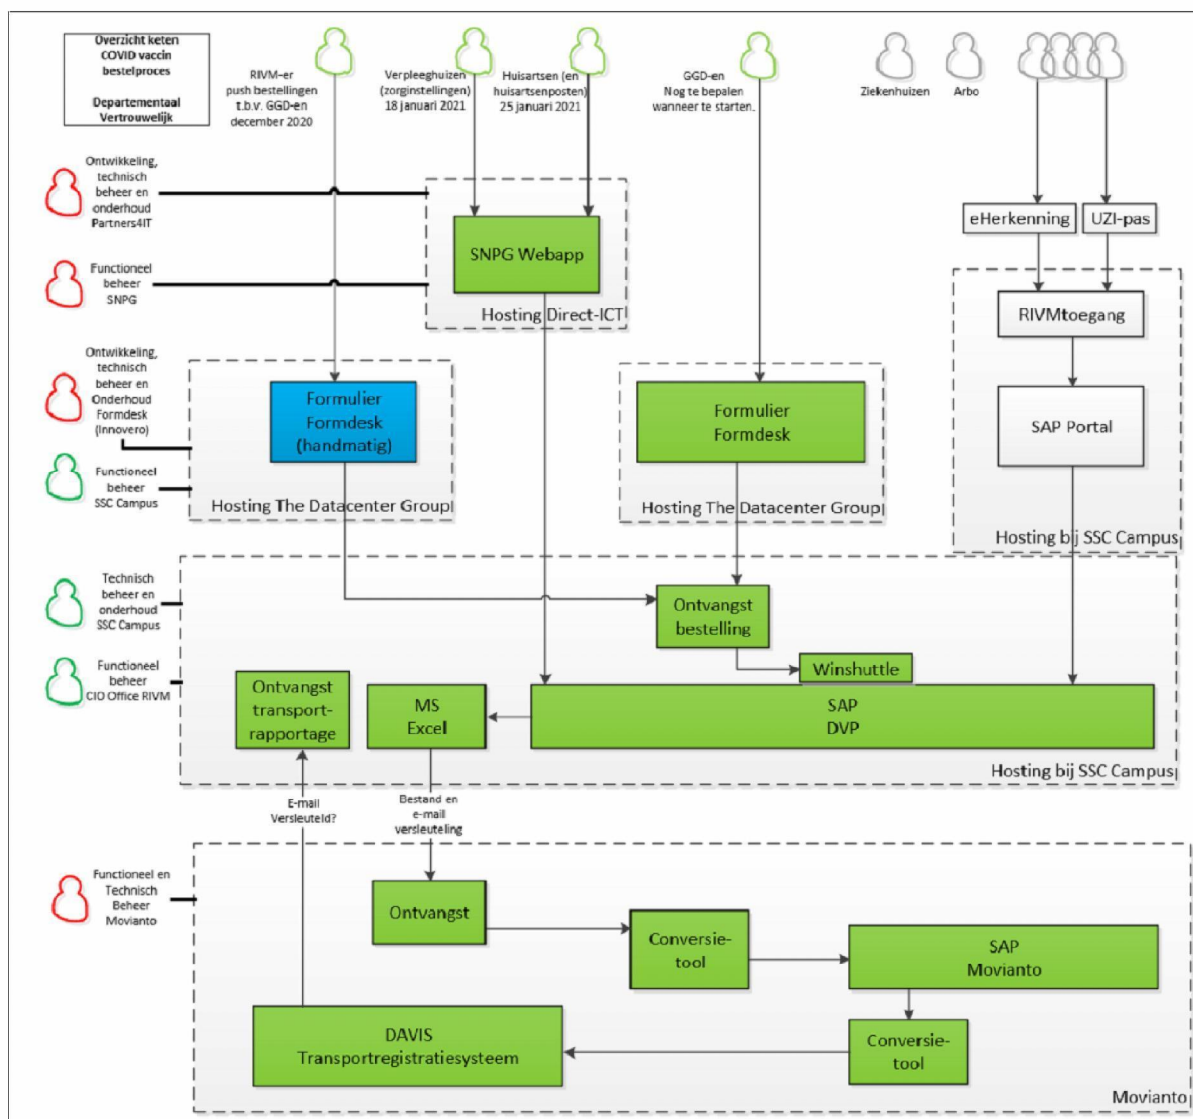 Overzicht keten
COVID vaccin
bestelproces
Departementaal
Vertrouwelijk
RIVM-er
push bestellingen
t.b.v. GGD-en
december 2020
Verpleeghuizen
(zorginstellingen)
18 januari 2021
Huisartsen (en
huisartsenposten)
25 januari 2021
GGD-en
Nog te bepalen
wanneer te starten.
Ziekenhuizen
Arbo
Ontwikkeling,
technisch
beheer en
onderhoud
Partners4IT
eHerkenning
UZI-pas
SNPG Webapp
Functioneel
beheer
SNPG
Hosting Direct-ICT
RIVMtoegang
Ontwikkeling,
technisch
beheer en
Onderhoud
Formdesk
(Innovero)
Formulier
Formdesk
(handmatig)
Formulier
Formdesk
SAP Portal
Functioneel
beheer
SSC Campus
Hosting The Datacenter Group
Hosting The Datacenter Group
Hosting bij SSC Campus
Technisch
beheer en
onderhoud
SSC Campus
Ontvangst
bestelling
Functioneel
beheer
CIO Office RIVM
Winshuttle
Ontvangst
transport-
rapportage
MS
Excel
SAP
DVP
Hosting bij SSC Campus
E-mail
Versleuteld?
Bestand en
e-mail
versleuteling
Functioneel en
Technisch
Beheer
Movianto
Ontvangst
Conversie-
tool
SAP
Movianto
DAVIS
Transportregistratiesysteem
Conversie-
tool
Movianto